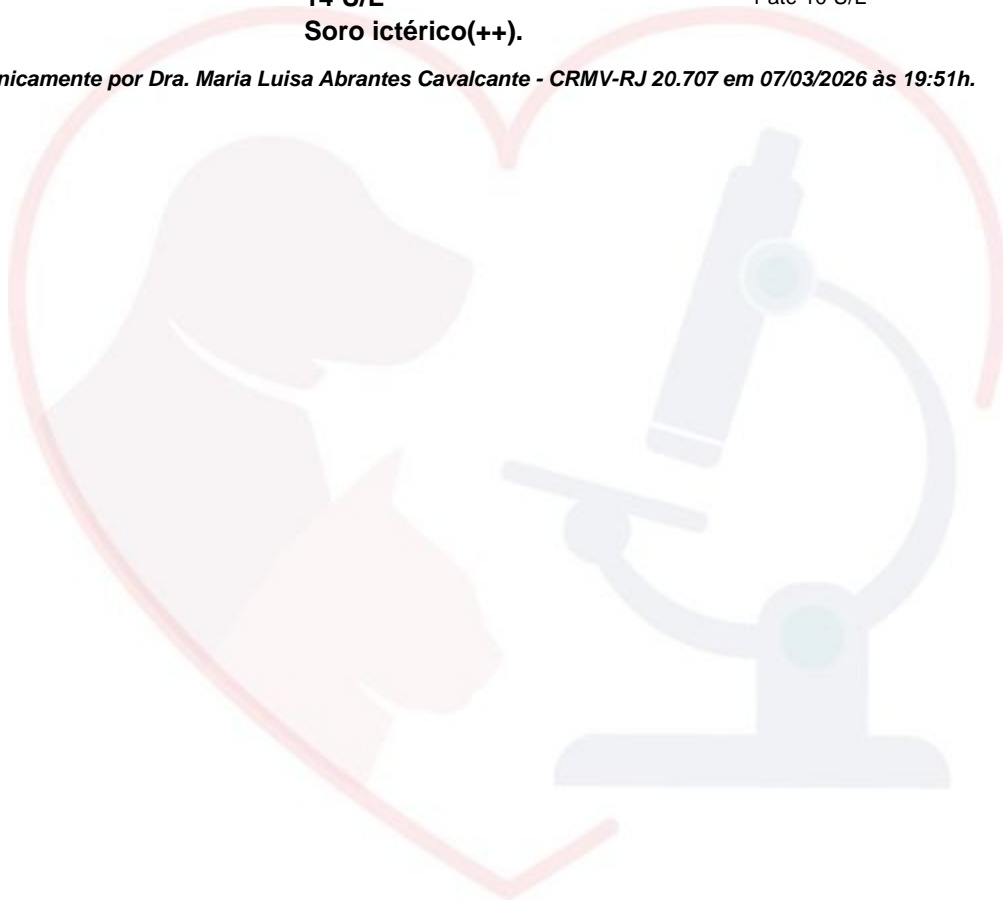 14 U/L
Soro ictérico(++).
nicamente por Dra. Maria Luisa Abrantes Cavalcante - CRMV-RJ 20.707 em 07/03/2026 às 19:51h.